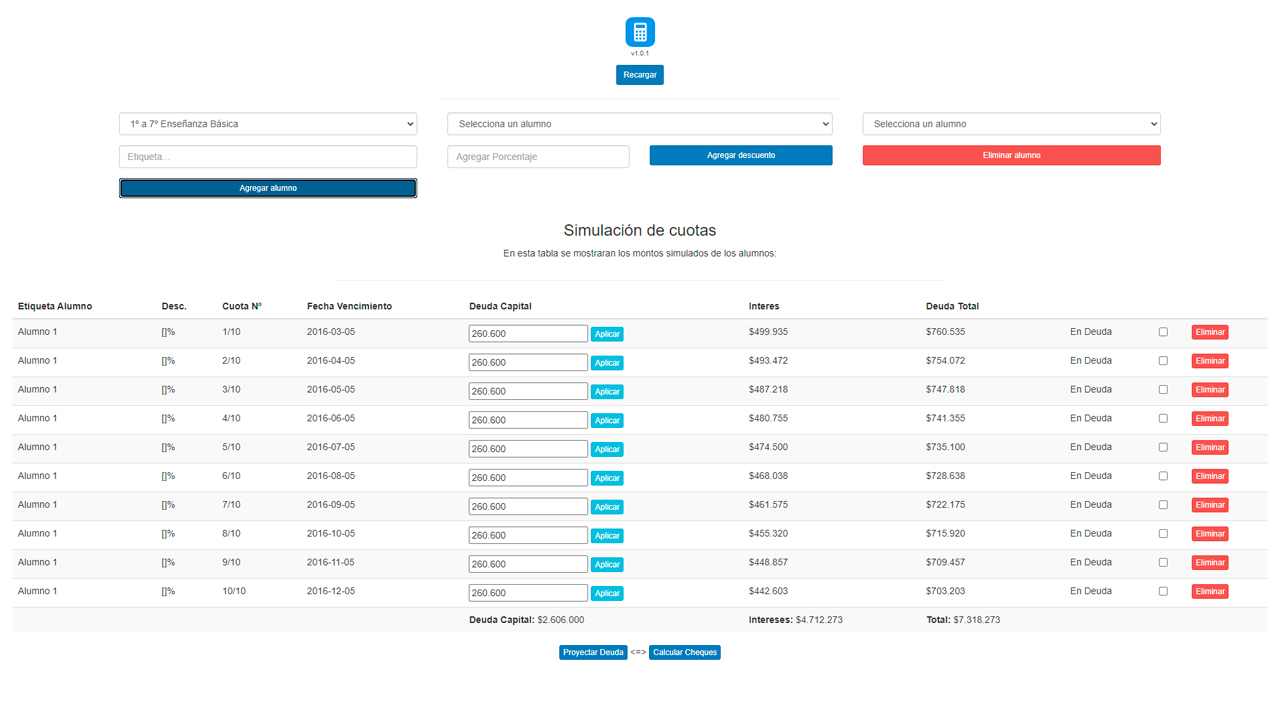 v1.0.1
Recargar
1º a 7º Enseñanza Básica
Selecciona un alumno
Selecciona un alumno
Etiqueta...
Agregar Porcentaje
Agregar descuento
Eliminar alumno
Agregar alumno
Simulación de cuotas
En esta tabla se mostraran los montos simulados de los alumnos:
Etiqueta Alumno Desc. Cuota Nº Fecha Vencimiento Deuda Capital Interes Deuda Total
Alumno 1 []% 1/10 2016-03-05 260.600 Aplicar $499.935 $760.535 En Deuda Eliminar
Alumno 1 []% 2/10 2016-04-05 260.600 Aplicar $493.472 $754.072 En Deuda Eliminar
Alumno 1 []% 3/10 2016-05-05 260.600 Aplicar $487.218 $747.818 En Deuda Eliminar
Alumno 1 []% 4/10 2016-06-05 260.600 Aplicar $480.755 $741.355 En Deuda Eliminar
Alumno 1 []% 5/10 2016-07-05 260.600 Aplicar $474.500 $735.100 En Deuda Eliminar
Alumno 1 []% 6/10 2016-08-05 260.600 Aplicar $468.038 $728.638 En Deuda Eliminar
Alumno 1 []% 7/10 2016-09-05 260.600 Aplicar $461.575 $722.175 En Deuda Eliminar
Alumno 1 []% 8/10 2016-10-05 260.600 Aplicar $455.320 $715.920 En Deuda Eliminar
Alumno 1 []% 9/10 2016-11-05 260.600 Aplicar $448.857 $709.457 En Deuda Eliminar
Alumno 1 []% 10/10 2016-12-05 260.600 Aplicar $442.603 $703.203 En Deuda Eliminar
Deuda Capital: $2.606.000 Intereses: $4.712.273 Total: $7.318.273
Proyectar Deuda <=> Calcular Cheques